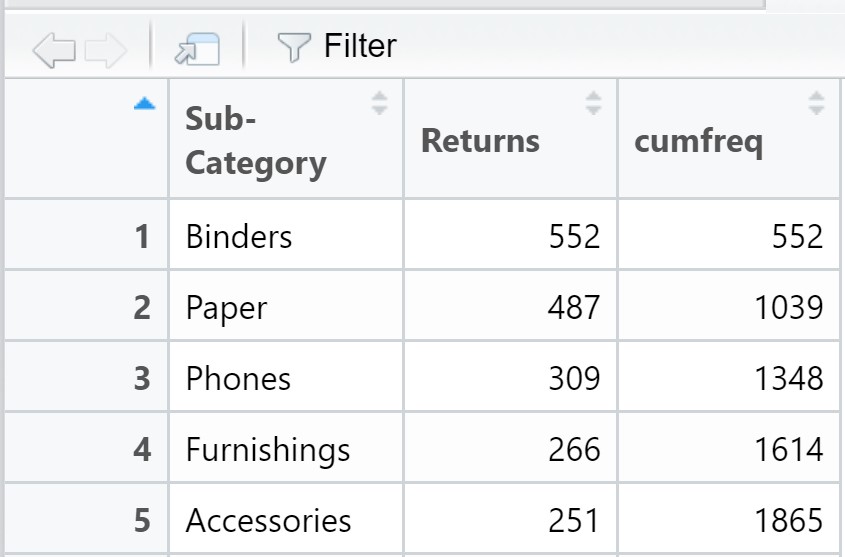 Filter
Sub-
Category Returns cumfreq
1 Binders 552 552
2 Paper 487 1039
3 Phones 309 1348
4 Furnishings 266 1614
5 Accessories 251 1865